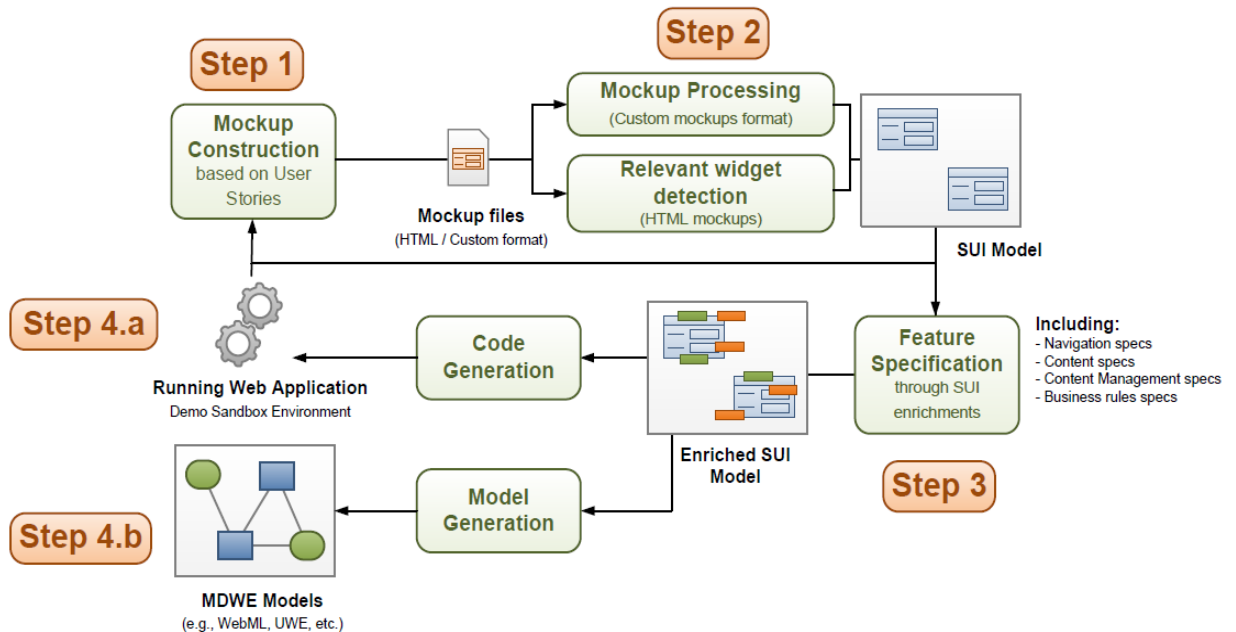 Step 1
Mockup
Construction
based on User
Stories
Mockup files
(HTML / Custom format)
Step 2
Mockup Processing
(Custom mockups format)
Relevant widget
detection
(HTML mockups)
SUI Model
Step 3
Feature
Specification
through SUI
enrichments
Including:
- Navigation specs
- Content specs
- Content Management specs
- Business rules specs
Enriched SUI
Model
Step 4.a
Code
Generation
Running Web Application
Demo Sandbox Environment
Step 4.b
Model
Generation
MDWE Models
(e.g., WebML, UWE, etc.)